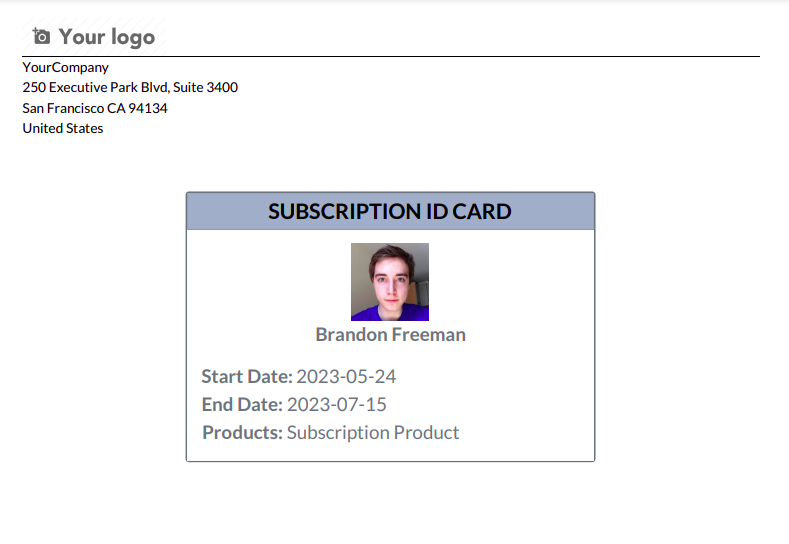 Your logo
YourCompany
250 Executive Park Blvd, Suite 3400
San Francisco CA 94134
United States
SUBSCRIPTION ID CARD
Brandon Freeman
Start Date: 2023-05-24
End Date: 2023-07-15
Products: Subscription Product